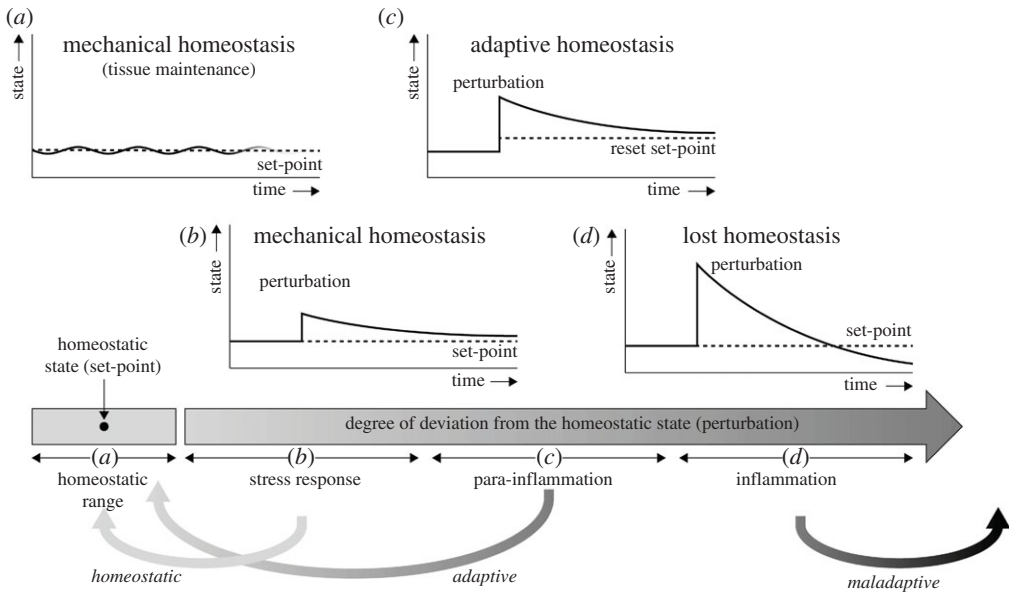 (a)
mechanical homeostasis
(tissue maintenance)
state
set-point
time
(c)
adaptive homeostasis
state
perturbation
reset set-point
time
(b)
mechanical homeostasis
state
perturbation
set-point
time
(d)
lost homeostasis
state
perturbation
set-point
time
homeostatic
state (set-point)
degree of deviation from the homeostatic state (perturbation)
(a)
homeostatic
range
(b)
stress response
(c)
para-inflammation
(d)
inflammation
homeostatic
adaptive
maladaptive